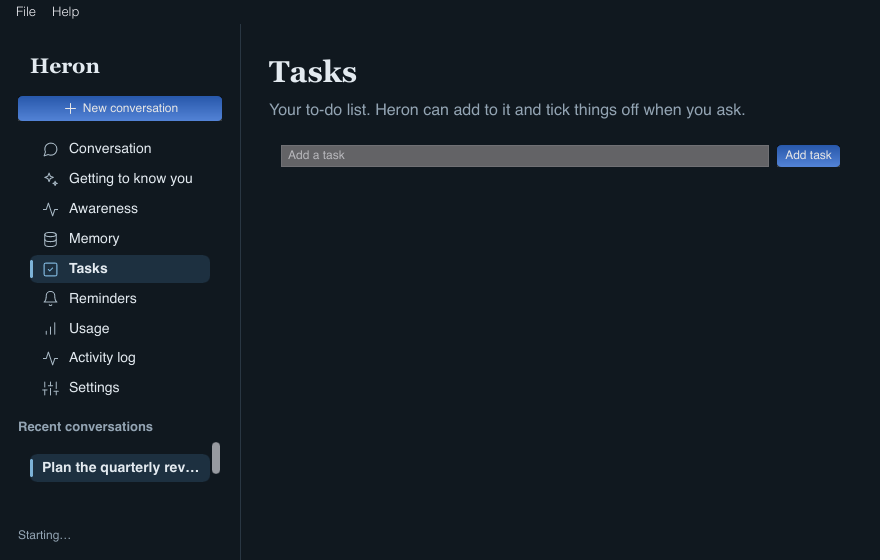 File Help
Heron
New conversation
Conversation
Getting to know you
Awareness
Memory
Tasks
Reminders
Usage
Activity log
Settings
Recent conversations
Plan the quarterly rev…
Starting…
Tasks
Your to-do list. Heron can add to it and tick things off when you ask.
Add a task
Add task